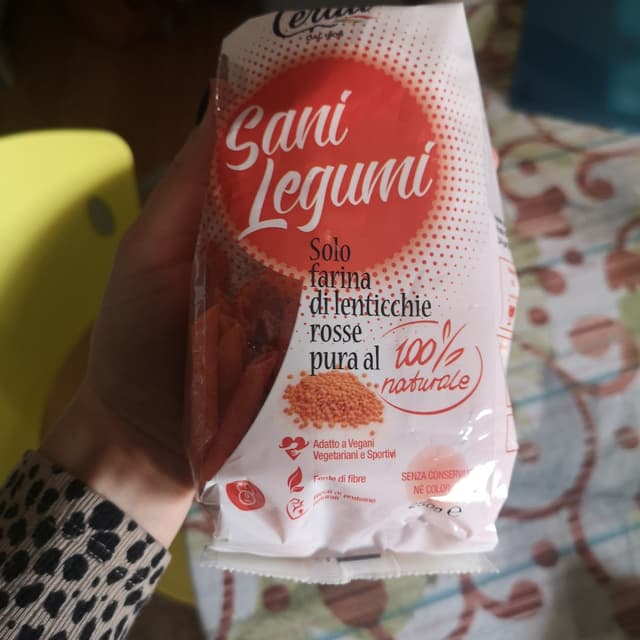 Sani
Legumi
Solo
farina
di lenticchie
rosse
pura al
100%
naturale
Adatto a Vegani
Vegetariani e Sportivi
Fonte di fibre
SENZA
NÉ